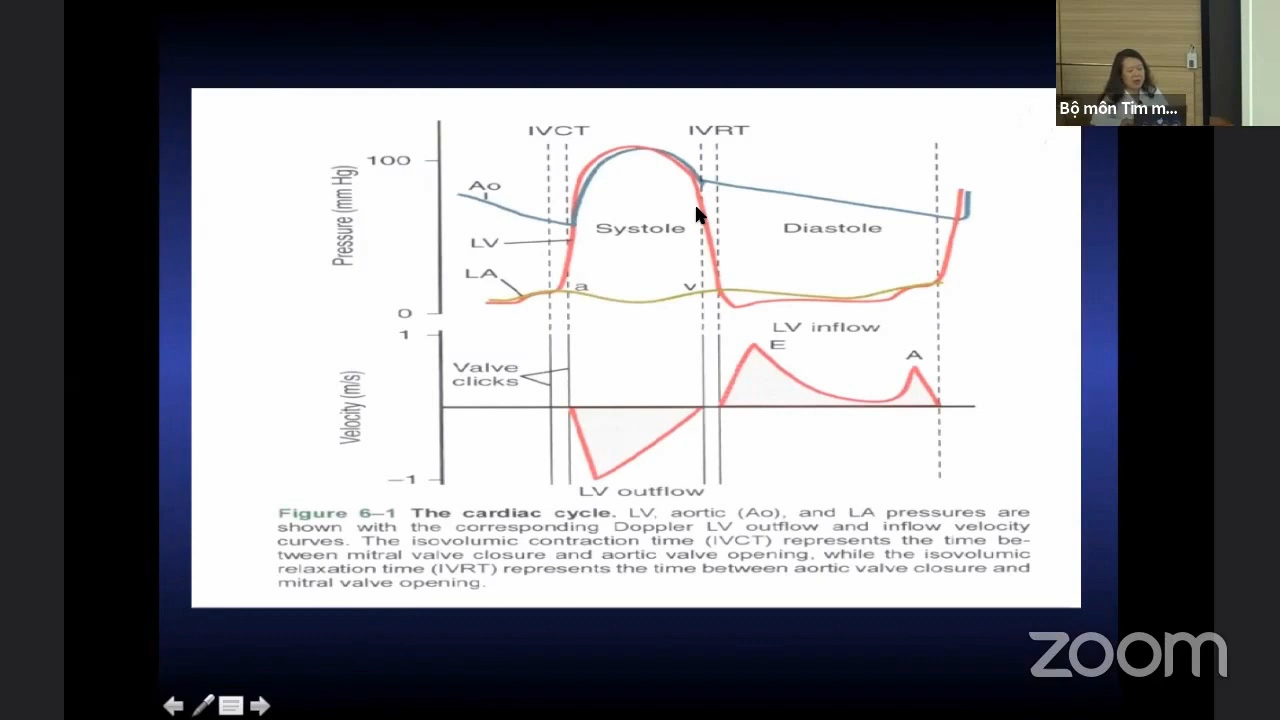 Bộ môn Tim m...
IVCT
IVRT
Pressure (mm Hg)
100
Ao
Systole
Diastole
LV
LA
a
v
0
1
LV inflow
E
A
Valve
clicks
Velocity (m/s)
−1
LV outflow
Figure 6–1 The cardiac cycle. LV, aortic (Ao), and LA pressures are
shown with the corresponding Doppler LV outflow and inflow velocity
curves. The isovolumic contraction time (IVCT) represents the time be-
tween mitral valve closure and aortic valve opening, while the isovolumic
relaxation time (IVRT) represents the time between aortic valve closure and
mitral valve opening.
zoom